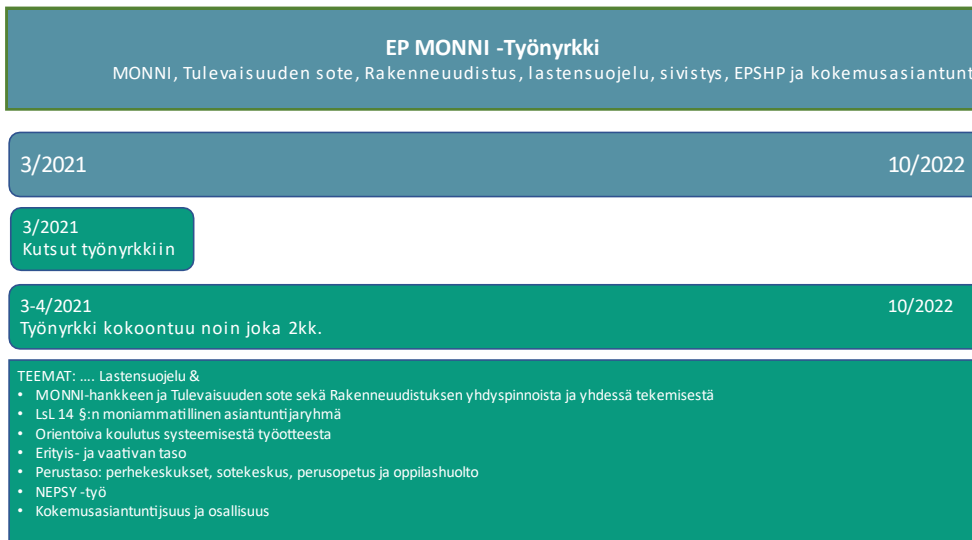 EP MONNI -Työnyrkki
MONNI, Tulevaisuuden sote, Rakenneuudistus, lastensuojelu, sivistys, EPSHP ja kokemusasiantunt
3/2021 10/2022
3/2021
Kutsut työnyrkkiin
3-4/2021 10/2022
Työnyrkki kokoontuu noin joka 2kk.
TEEMAT: .... Lastensuojelu &
• MONNI-hankkeen ja Tulevaisuuden sote sekä Rakenneuudistuksen yhdyspinnoista ja yhdessä tekemisestä
• LsL 14 §:n moniammatillinen asiantuntijaryhmä
• Orientoiva koulutus systeemisestä työotteesta
• Erityis- ja vaativan taso
• Perustaso: perhekeskukset, sotekeskus, perusopetus ja oppilashuolto
• NEPSY -työ
• Kokemusasiantuntijsuus ja osallisuus